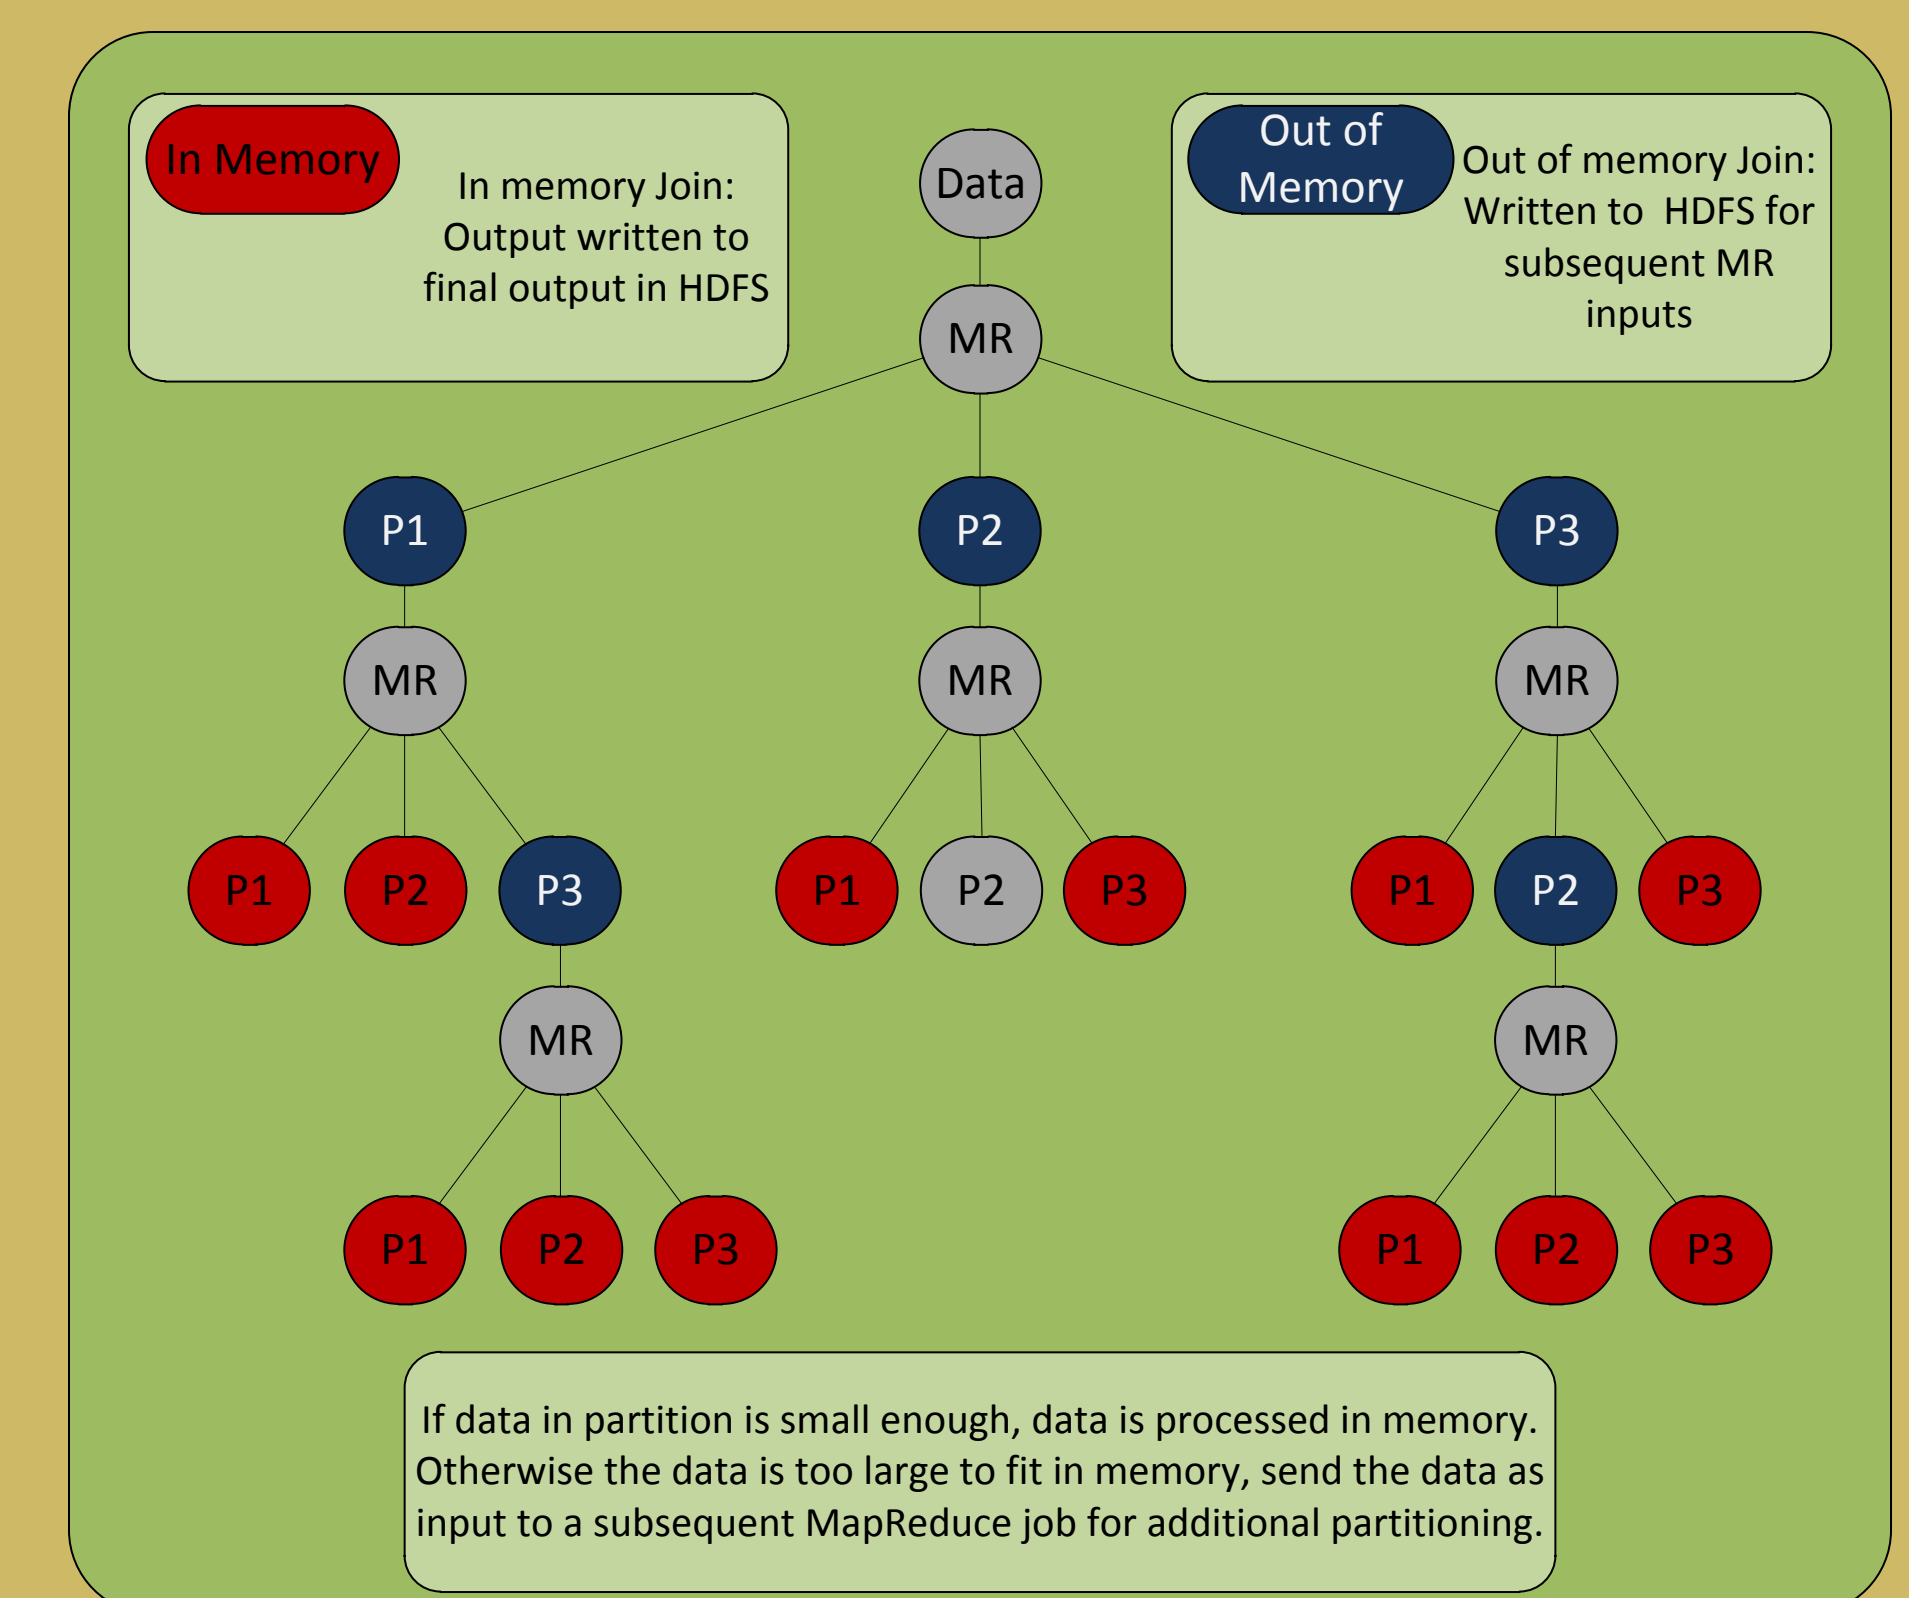 In Memory
In memory Join:
Output written to
final output in HDFS
Data
Out of
Memory
Out of memory Join:
Written to  HDFS for
subsequent MR
inputs
MR
P1
P2
P3
MR
MR
MR
P1
P2
P3
P1
P2
P3
P1
P2
P3
MR
MR
P1
P2
P3
P1
P2
P3
If data in partition is small enough, data is processed in memory.
Otherwise the data is too large to fit in memory, send the data as
input to a subsequent MapReduce job for additional partitioning.